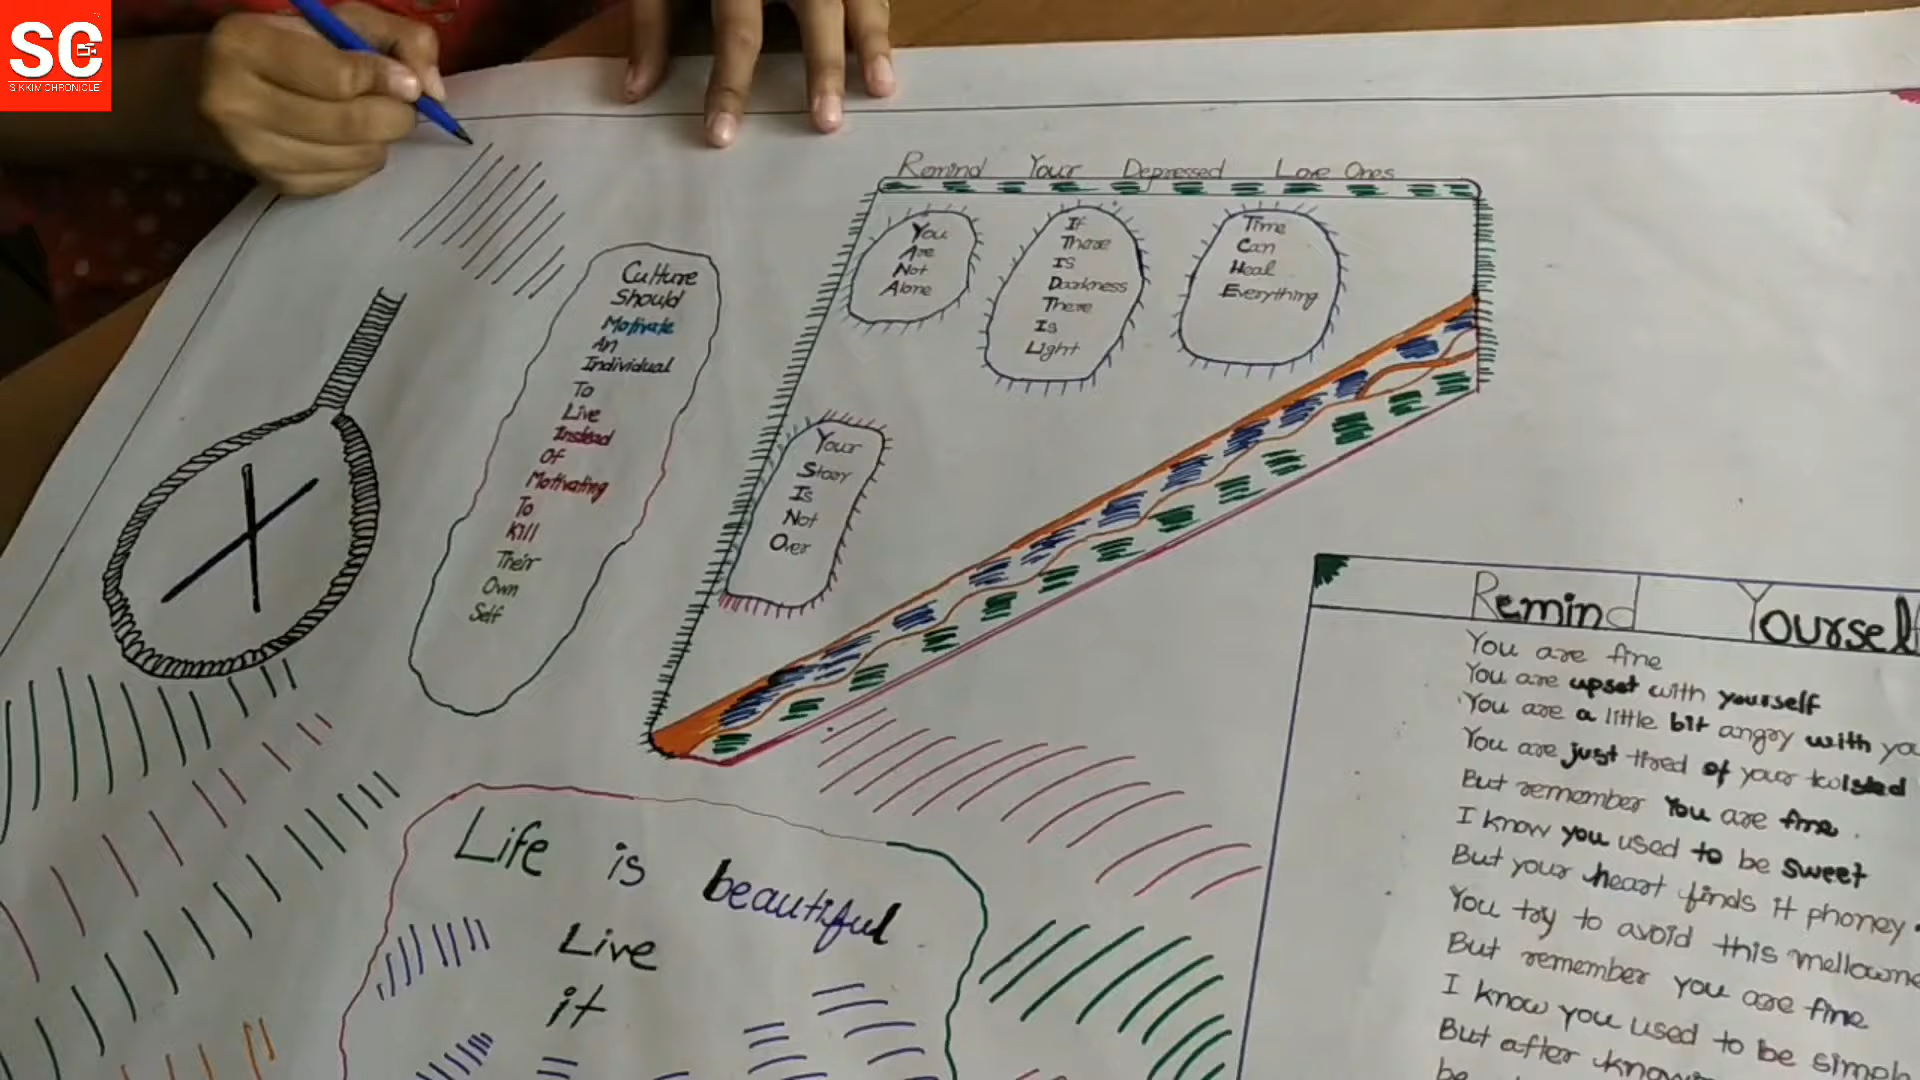 SC
SIKKIM CHRONICLE
Remind Your Depressed Love Ones
You
Are
Not
Alone
If
There
Is
Darkness
There
Is
Light
Time
Can
Heal
Everything
Culture
Should
Motivate
An
Individual
To
Live
Instead
Of
Motivating
To
Kill
Their
Own
Self
Your
Story
Is
Not
Over
Life is beautiful
Live
it
Remind Yourself
You are fine
You are upset with yourself
You are a little bit angry with
You are just tired of your twisted
But remember You are fine.
I know you used to be sweet
But your heart finds it phoney.
You try to avoid this
But remember you are fine
I know you used to be
But after
be